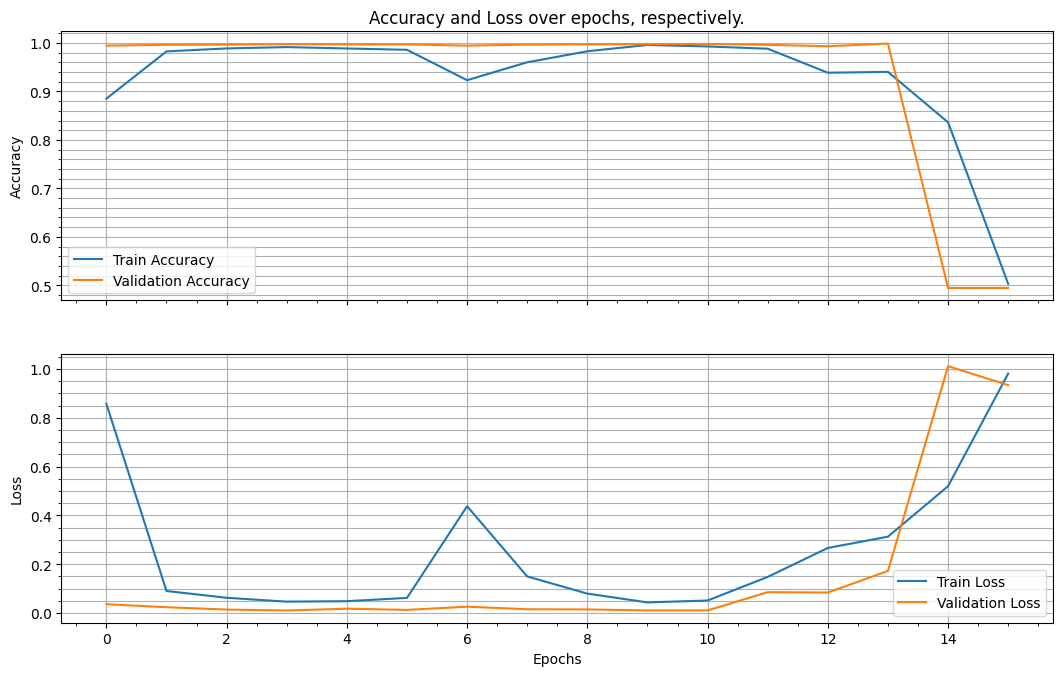 Accuracy and Loss over epochs, respectively.
1.0
0.9
0.8
0.7
0.6
0.5
Accuracy
Train Accuracy
Validation Accuracy
1.0
0.8
0.6
0.4
0.2
0.0
Loss
Train Loss
Validation Loss
0 2 4 6 8 10 12 14
Epochs